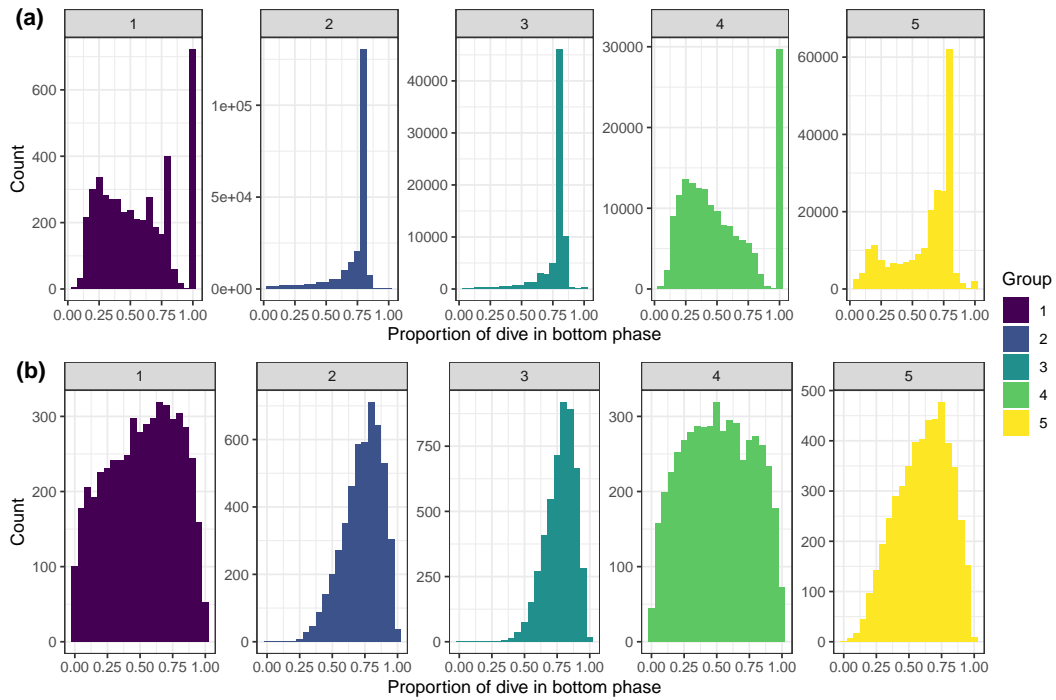 (a)
1 2 3 4 5
Count
0 200 400 600
0e+00 5e+04 1e+05
0 10000 20000 30000 40000
0 10000 20000 30000
0 20000 40000 60000
0.00 0.25 0.50 0.75 1.00 0.00 0.25 0.50 0.75 1.00 0.00 0.25 0.50 0.75 1.00 0.00 0.25 0.50 0.75 1.00 0.00 0.25 0.50 0.75 1.00
Proportion of dive in bottom phase
(b)
1 2 3 4 5
Count
0 100 200 300
0 200 400 600
0 250 500 750
0 100 200 300
0 100 200 300 400 500
0.00 0.25 0.50 0.75 1.00 0.00 0.25 0.50 0.75 1.00 0.00 0.25 0.50 0.75 1.00 0.00 0.25 0.50 0.75 1.00 0.00 0.25 0.50 0.75 1.00
Proportion of dive in bottom phase
Group
1
2
3
4
5